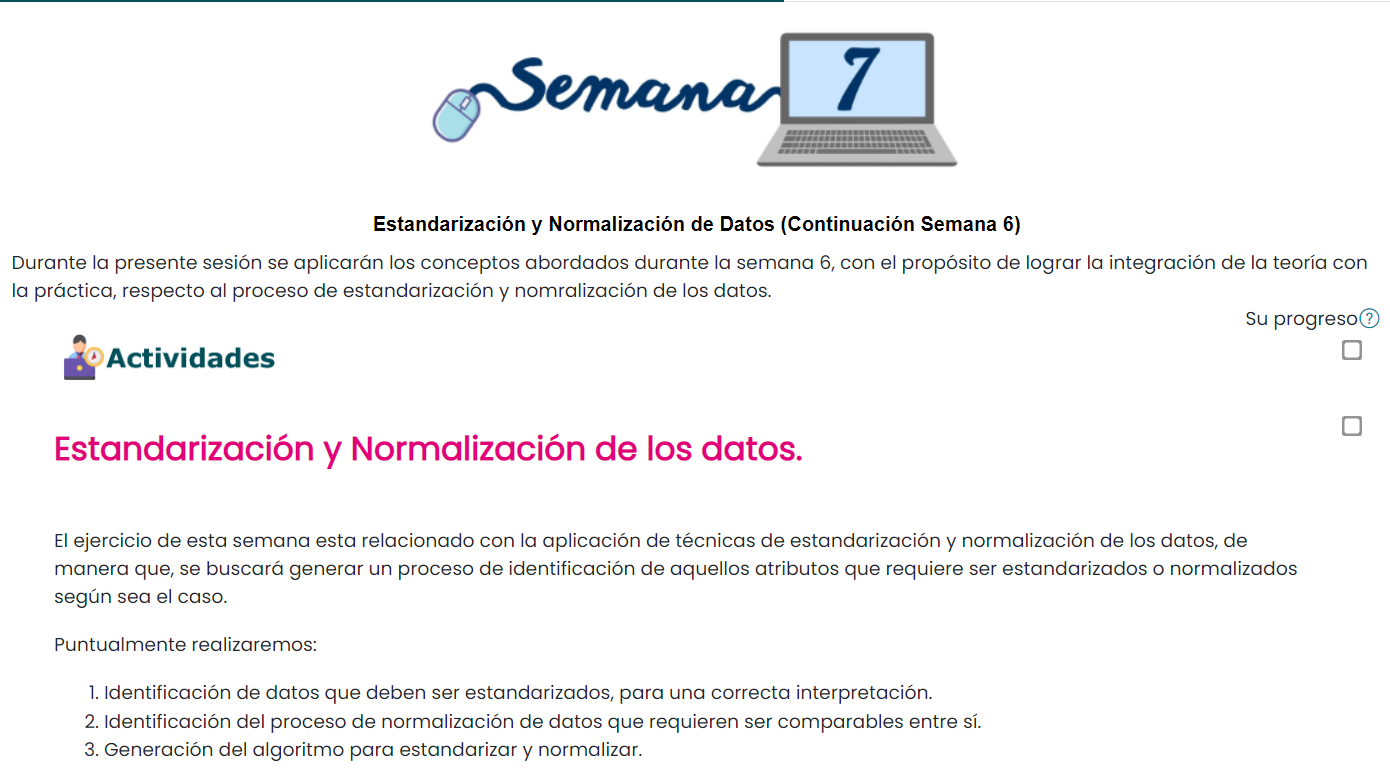 Semana 7
Estandarización y Normalización de Datos (Continuación Semana 6)
Durante la presente sesión se aplicarán los conceptos abordados durante la semana 6, con el propósito de lograr la integración de la teoría con
la práctica, respecto al proceso de estandarización y nomralización de los datos.
Su progreso?
Actividades
Estandarización y Normalización de los datos.
El ejercicio de esta semana esta relacionado con la aplicación de técnicas de estandarización y normalización de los datos, de
manera que, se buscará generar un proceso de identificación de aquellos atributos que requiere ser estandarizados o normalizados
según sea el caso.
Puntualmente realizaremos:
1. Identificación de datos que deben ser estandarizados, para una correcta interpretación.
2. Identificación del proceso de normalización de datos que requieren ser comparables entre sí.
3. Generación del algoritmo para estandarizar y normalizar.